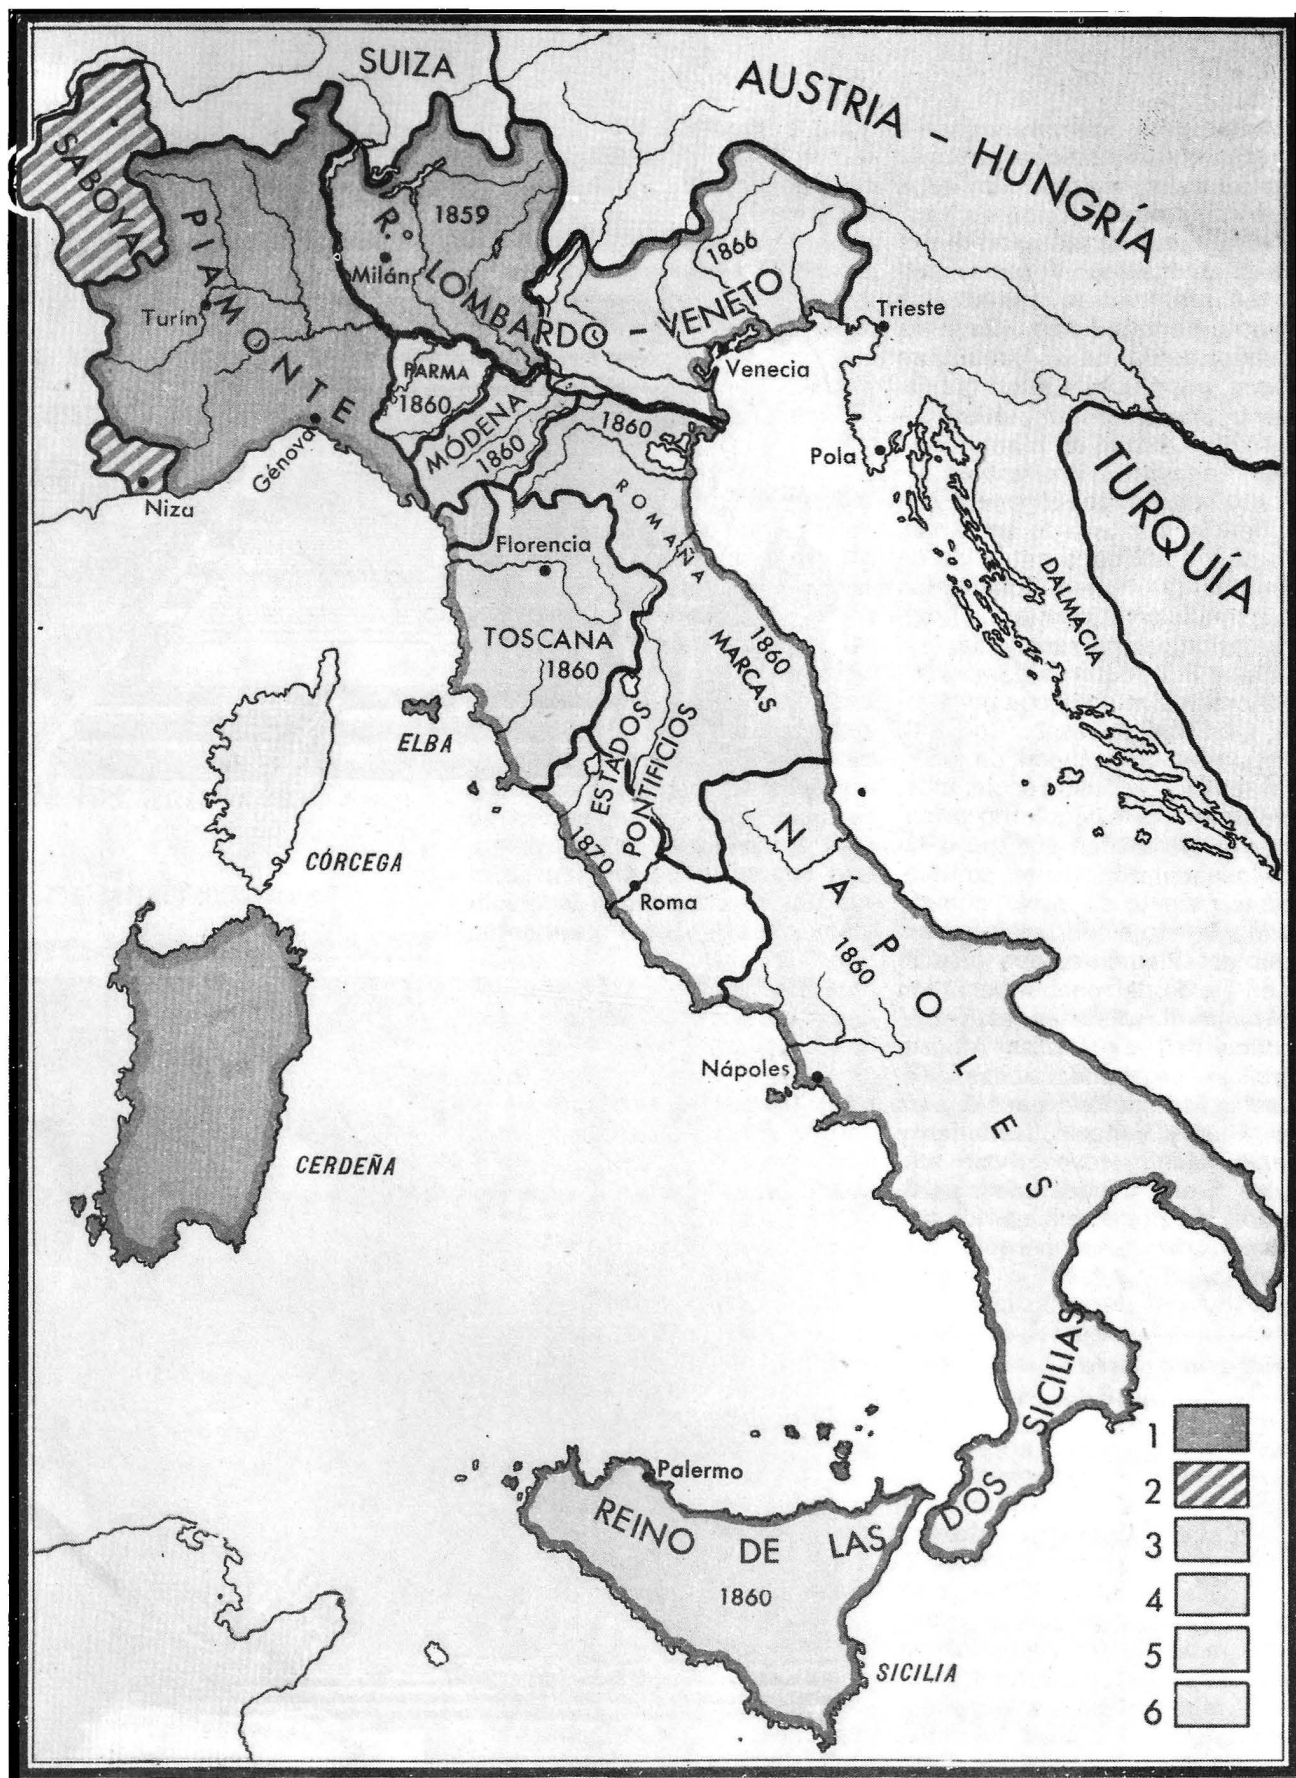 SUIZA
AUSTRIA - HUNGRÍA
SABOYA
PIAMONTE
1859
R.º LOMBARDO - VENETO
1866
Milán
Turín
Trieste
Venecia
PARMA
1860
MÓDENA
1860
1860
Génova
Niza
Pola
TURQUÍA
ROMAÑA
Florencia
DALMACIA
TOSCANA
1860
1860
MARCAS
ELBA
ESTADOS
PONTIFICIOS
1870
CÓRCEGA
Roma
NÁPOLES
1860
Nápoles
CERDEÑA
Palermo
REINO DE LAS DOS SICILIAS
1860
SICILIA
1
2
3
4
5
6